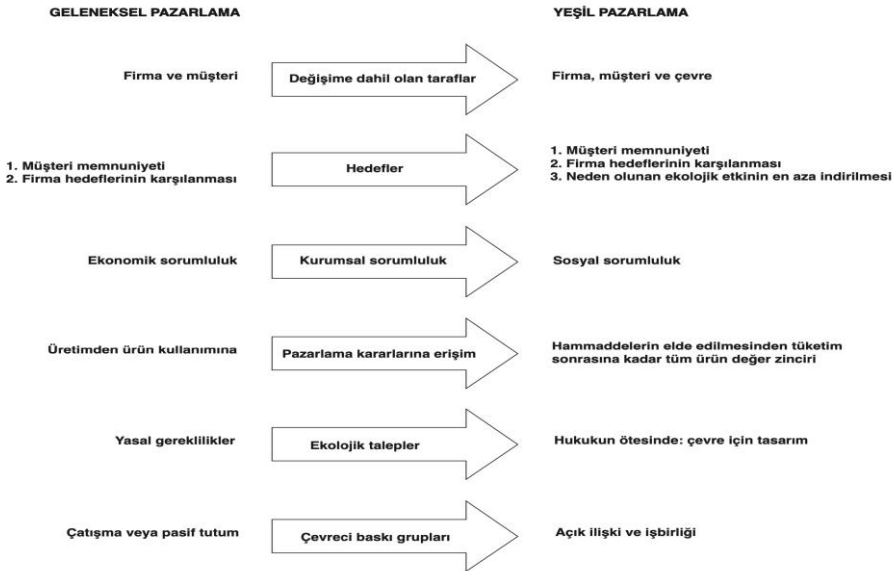 GELENEKSEL PAZARLAMA
YEŞİL PAZARLAMA
Firma ve müşteri
Değişime dahil olan taraflar
Firma, müşteri ve çevre
1. Müşteri memnuniyeti
2. Firma hedeflerinin karşılanması
Hedefler
1. Müşteri memnuniyeti
2. Firma hedeflerinin karşılanması
3. Neden olunan ekolojik etkinin en aza indirilmesi
Ekonomik sorumluluk
Kurumsal sorumluluk
Sosyal sorumluluk
Üretimden ürün kullanımına
Pazarlama kararlarına erişim
Hammaddelerin elde edilmesinden tüketim
sonrasına kadar tüm ürün değer zinciri
Yasal gereklilikler
Ekolojik talepler
Hukukun ötesinde: çevre için tasarım
Çatışma veya pasif tutum
Çevreci baskı grupları
Açık ilişki ve işbirliği